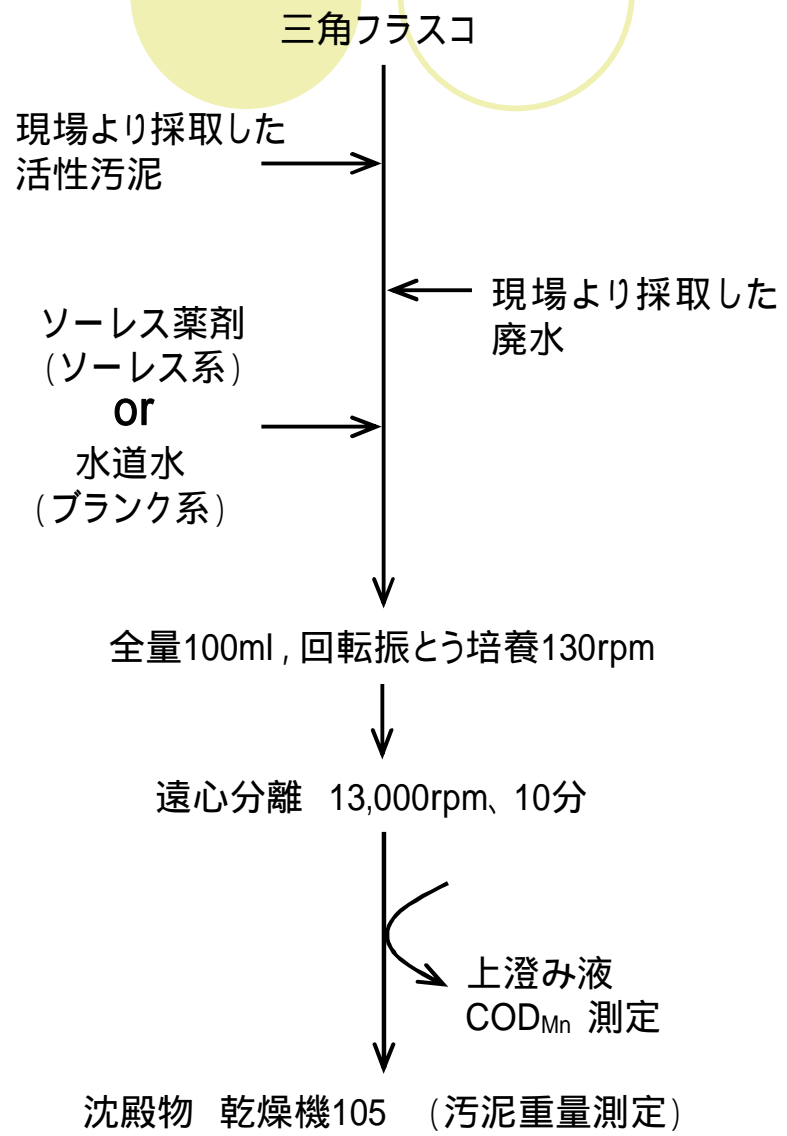 三角フラスコ
現場より採取した
活性汚泥
現場より採取した
廃水
ソーレス薬剤
(ソーレス系)
or
水道水
(ブランク系)
全量100ml , 回転振とう培養130rpm
遠心分離 13,000rpm、10分
上澄み液
CODMn 測定
沈殿物 乾燥機105 (汚泥重量測定)